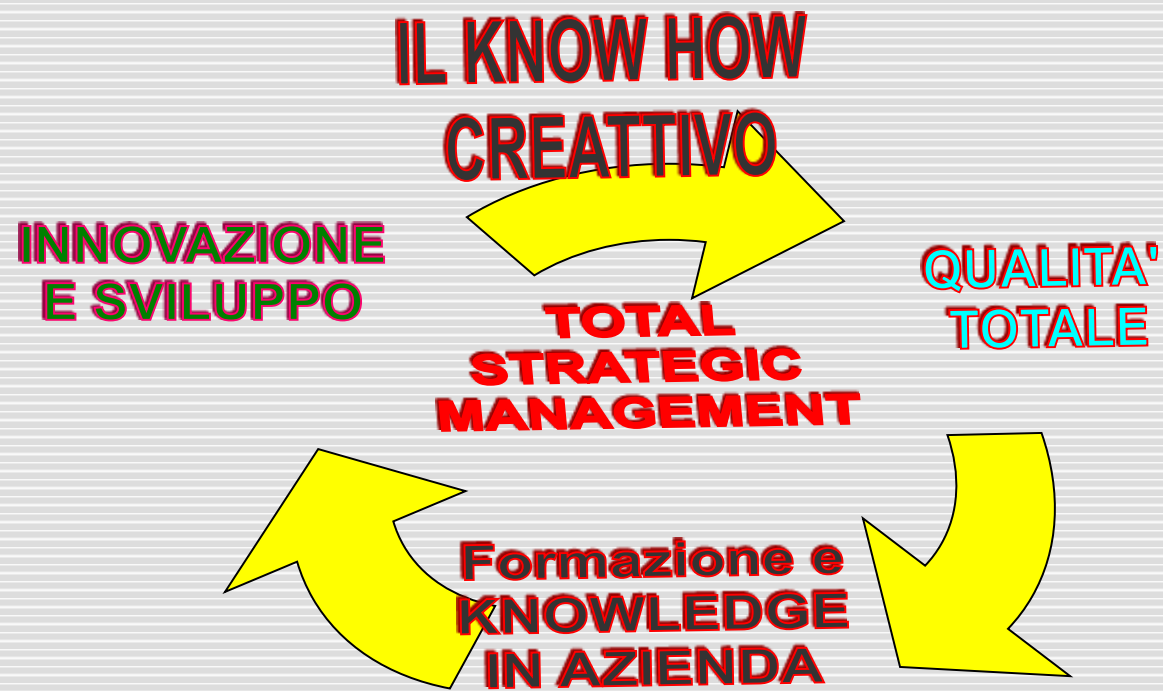 IL KNOW HOW
CREATTIVO
INNOVAZIONE
E SVILUPPO
QUALITA'
TOTALE
TOTAL
STRATEGIC
MANAGEMENT
Formazione e
KNOWLEDGE
IN AZIENDA